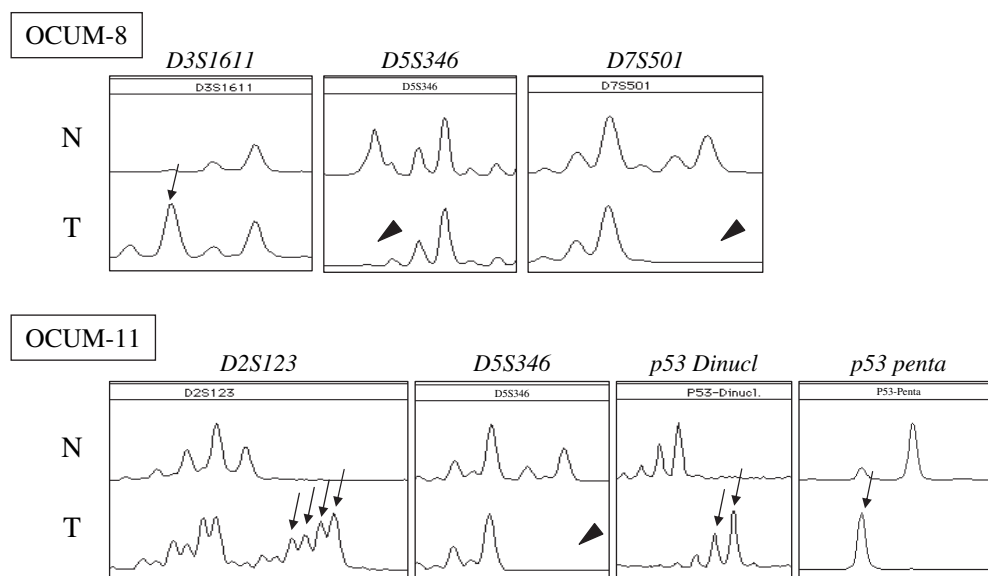 OCUM-8
D3S1611 D5S346 D7S501
D3S1611 D5S346 D7S501
N
T
OCUM-11
D2S123 D5S346 p53 Dinucl p53 penta
D2S123 D5S346 P53-Dinucl. P53-Penta
N
T